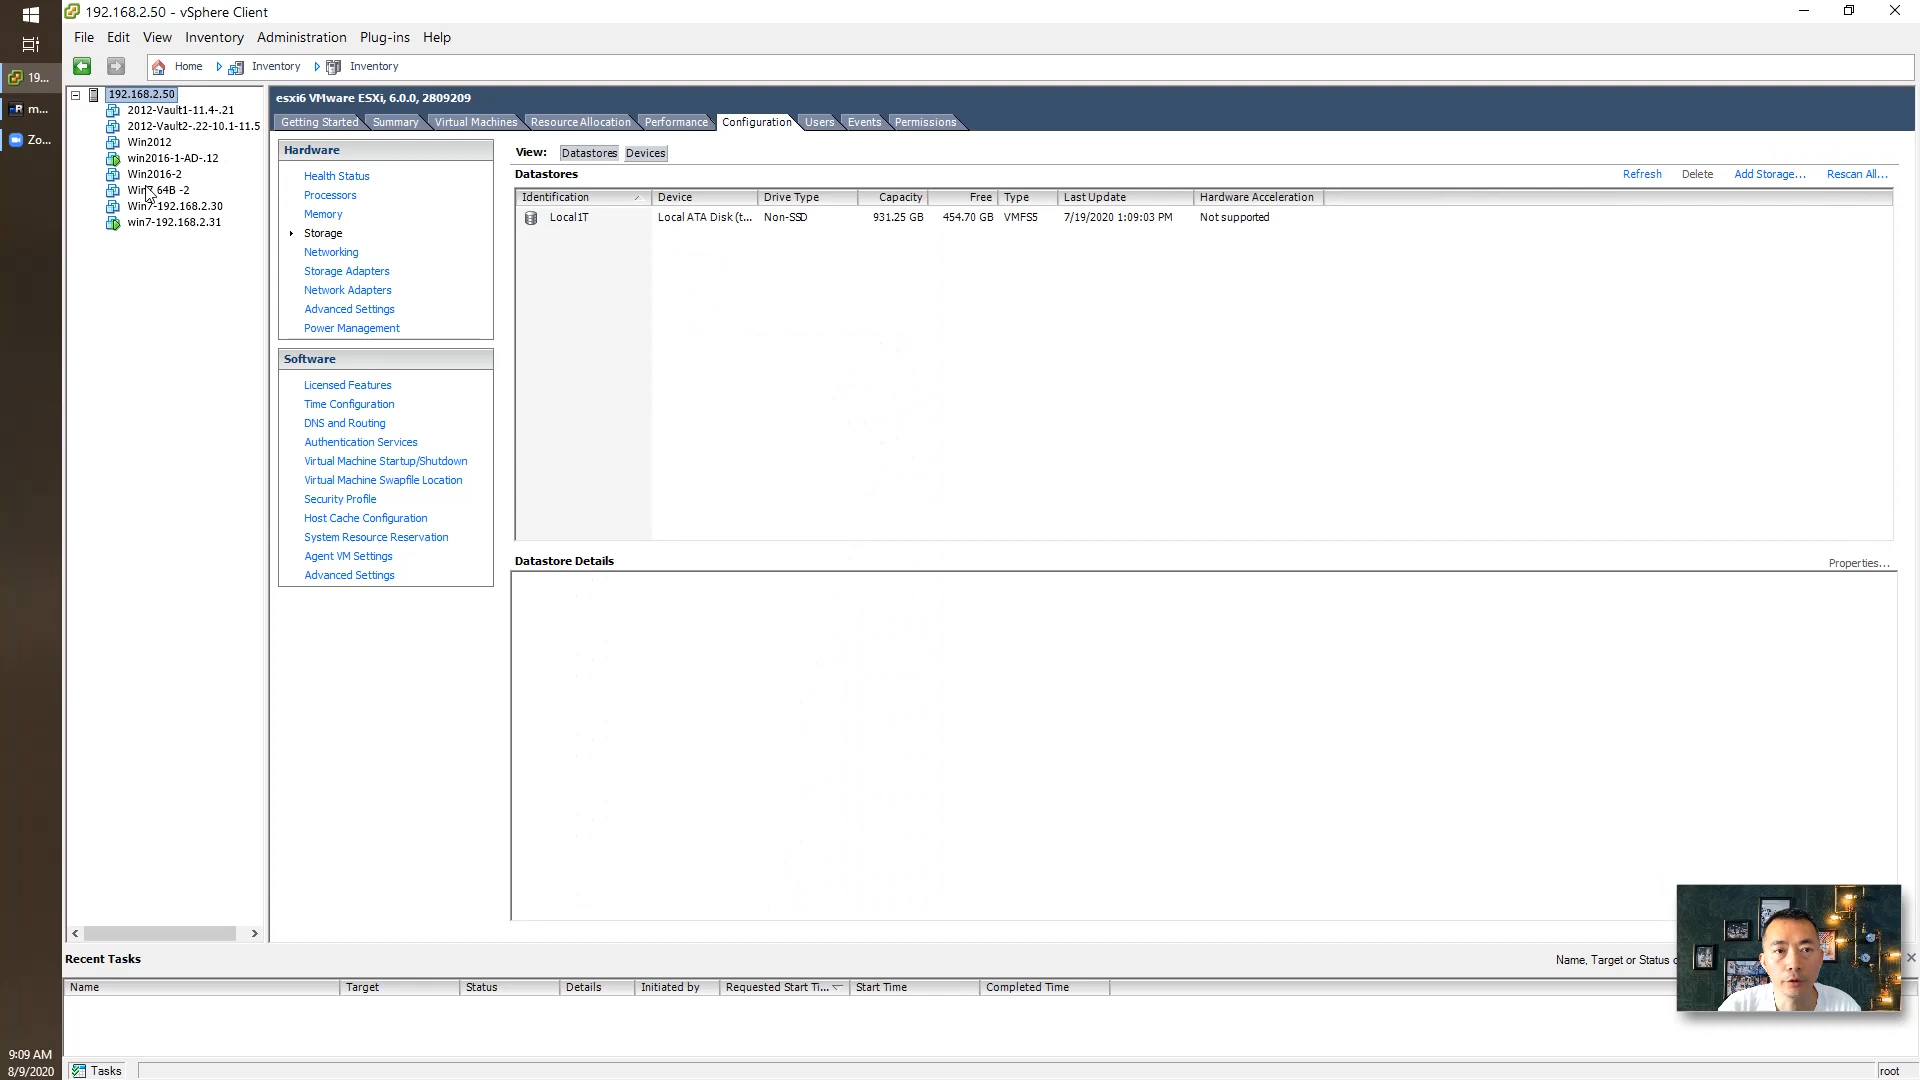 192.168.2.50 - vSphere Client
File Edit View Inventory Administration Plug-ins Help
Home Inventory Inventory
19...
m...
Zo...
192.168.2.50
2012-Vault1-11.4-.21
2012-Vault2-.22-10.1-11.5
Win2012
win2016-1-AD-.12
Win2016-2
64B -2
Win7-192.168.2.30
win7-192.168.2.31
esxi6 VMware ESXi, 6.0.0, 2809209
Getting Started Summary Virtual Machines Resource Allocation Performance Configuration Users Events Permissions
Hardware
Health Status
Processors
Memory
Storage
Networking
Storage Adapters
Network Adapters
Advanced Settings
Power Management
Software
Licensed Features
Time Configuration
DNS and Routing
Authentication Services
Virtual Machine Startup/Shutdown
Virtual Machine Swapfile Location
Security Profile
Host Cache Configuration
System Resource Reservation
Agent VM Settings
Advanced Settings
View: Datastores Devices
Datastores Refresh Delete Add Storage... Rescan All...
Identification Device Drive Type Capacity Free Type Last Update Hardware Acceleration
Local1T Local ATA Disk (t... Non-SSD 931.25 GB 454.70 GB VMFS5 7/19/2020 1:09:03 PM Not supported
Datastore Details Properties...
Recent Tasks Name, Target or Status
Name Target Status Details Initiated by Requested Start Ti... Start Time Completed Time
Tasks root
9:09 AM
8/9/2020